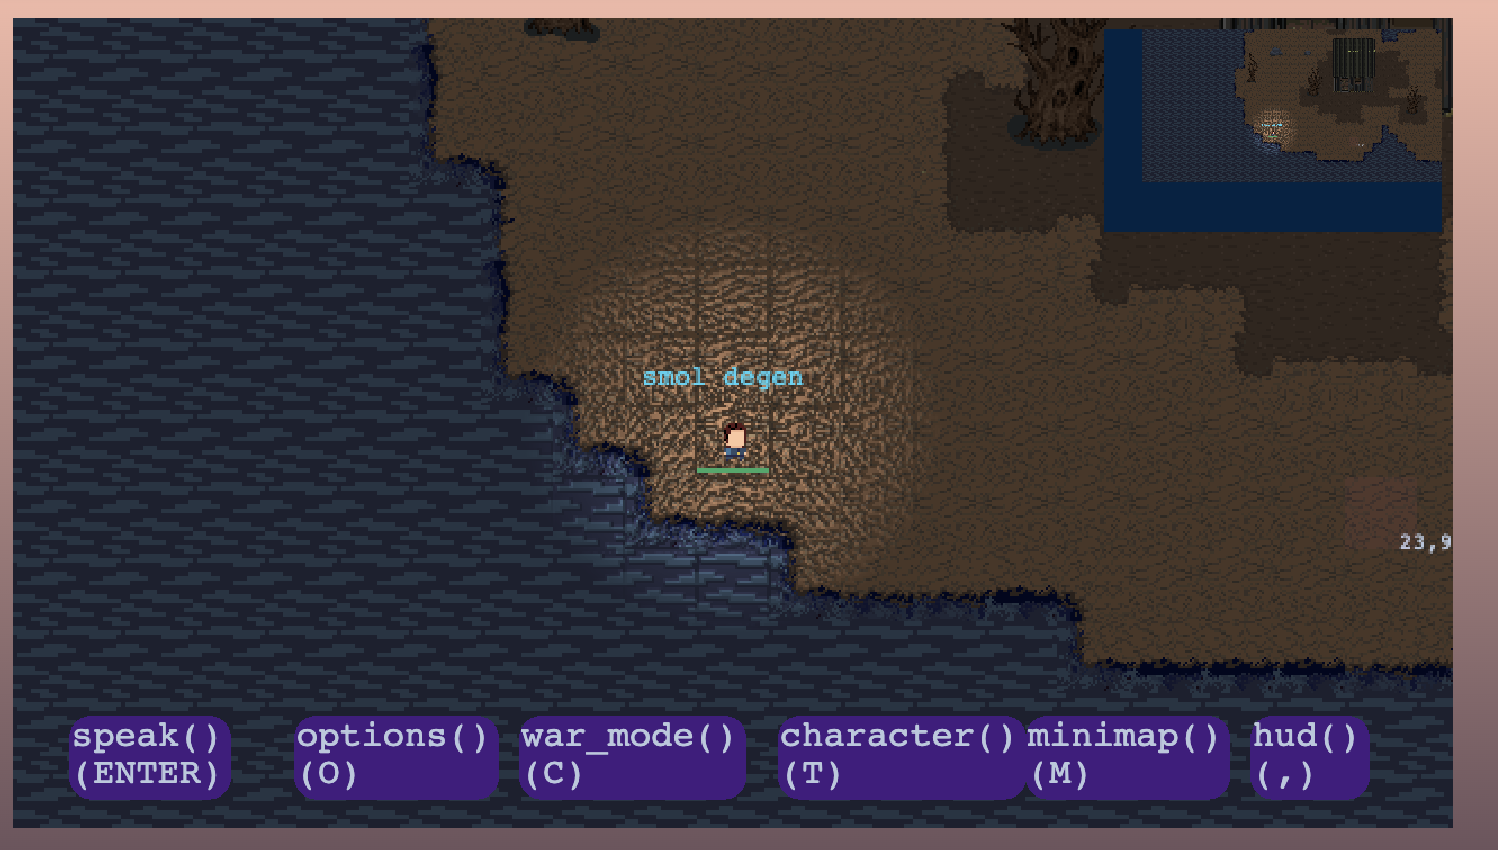 smol degen
23,9
speak()
(ENTER)
options()
(O)
war_mode()
(C)
character()
(T)
minimap()
(M)
hud()
(,)